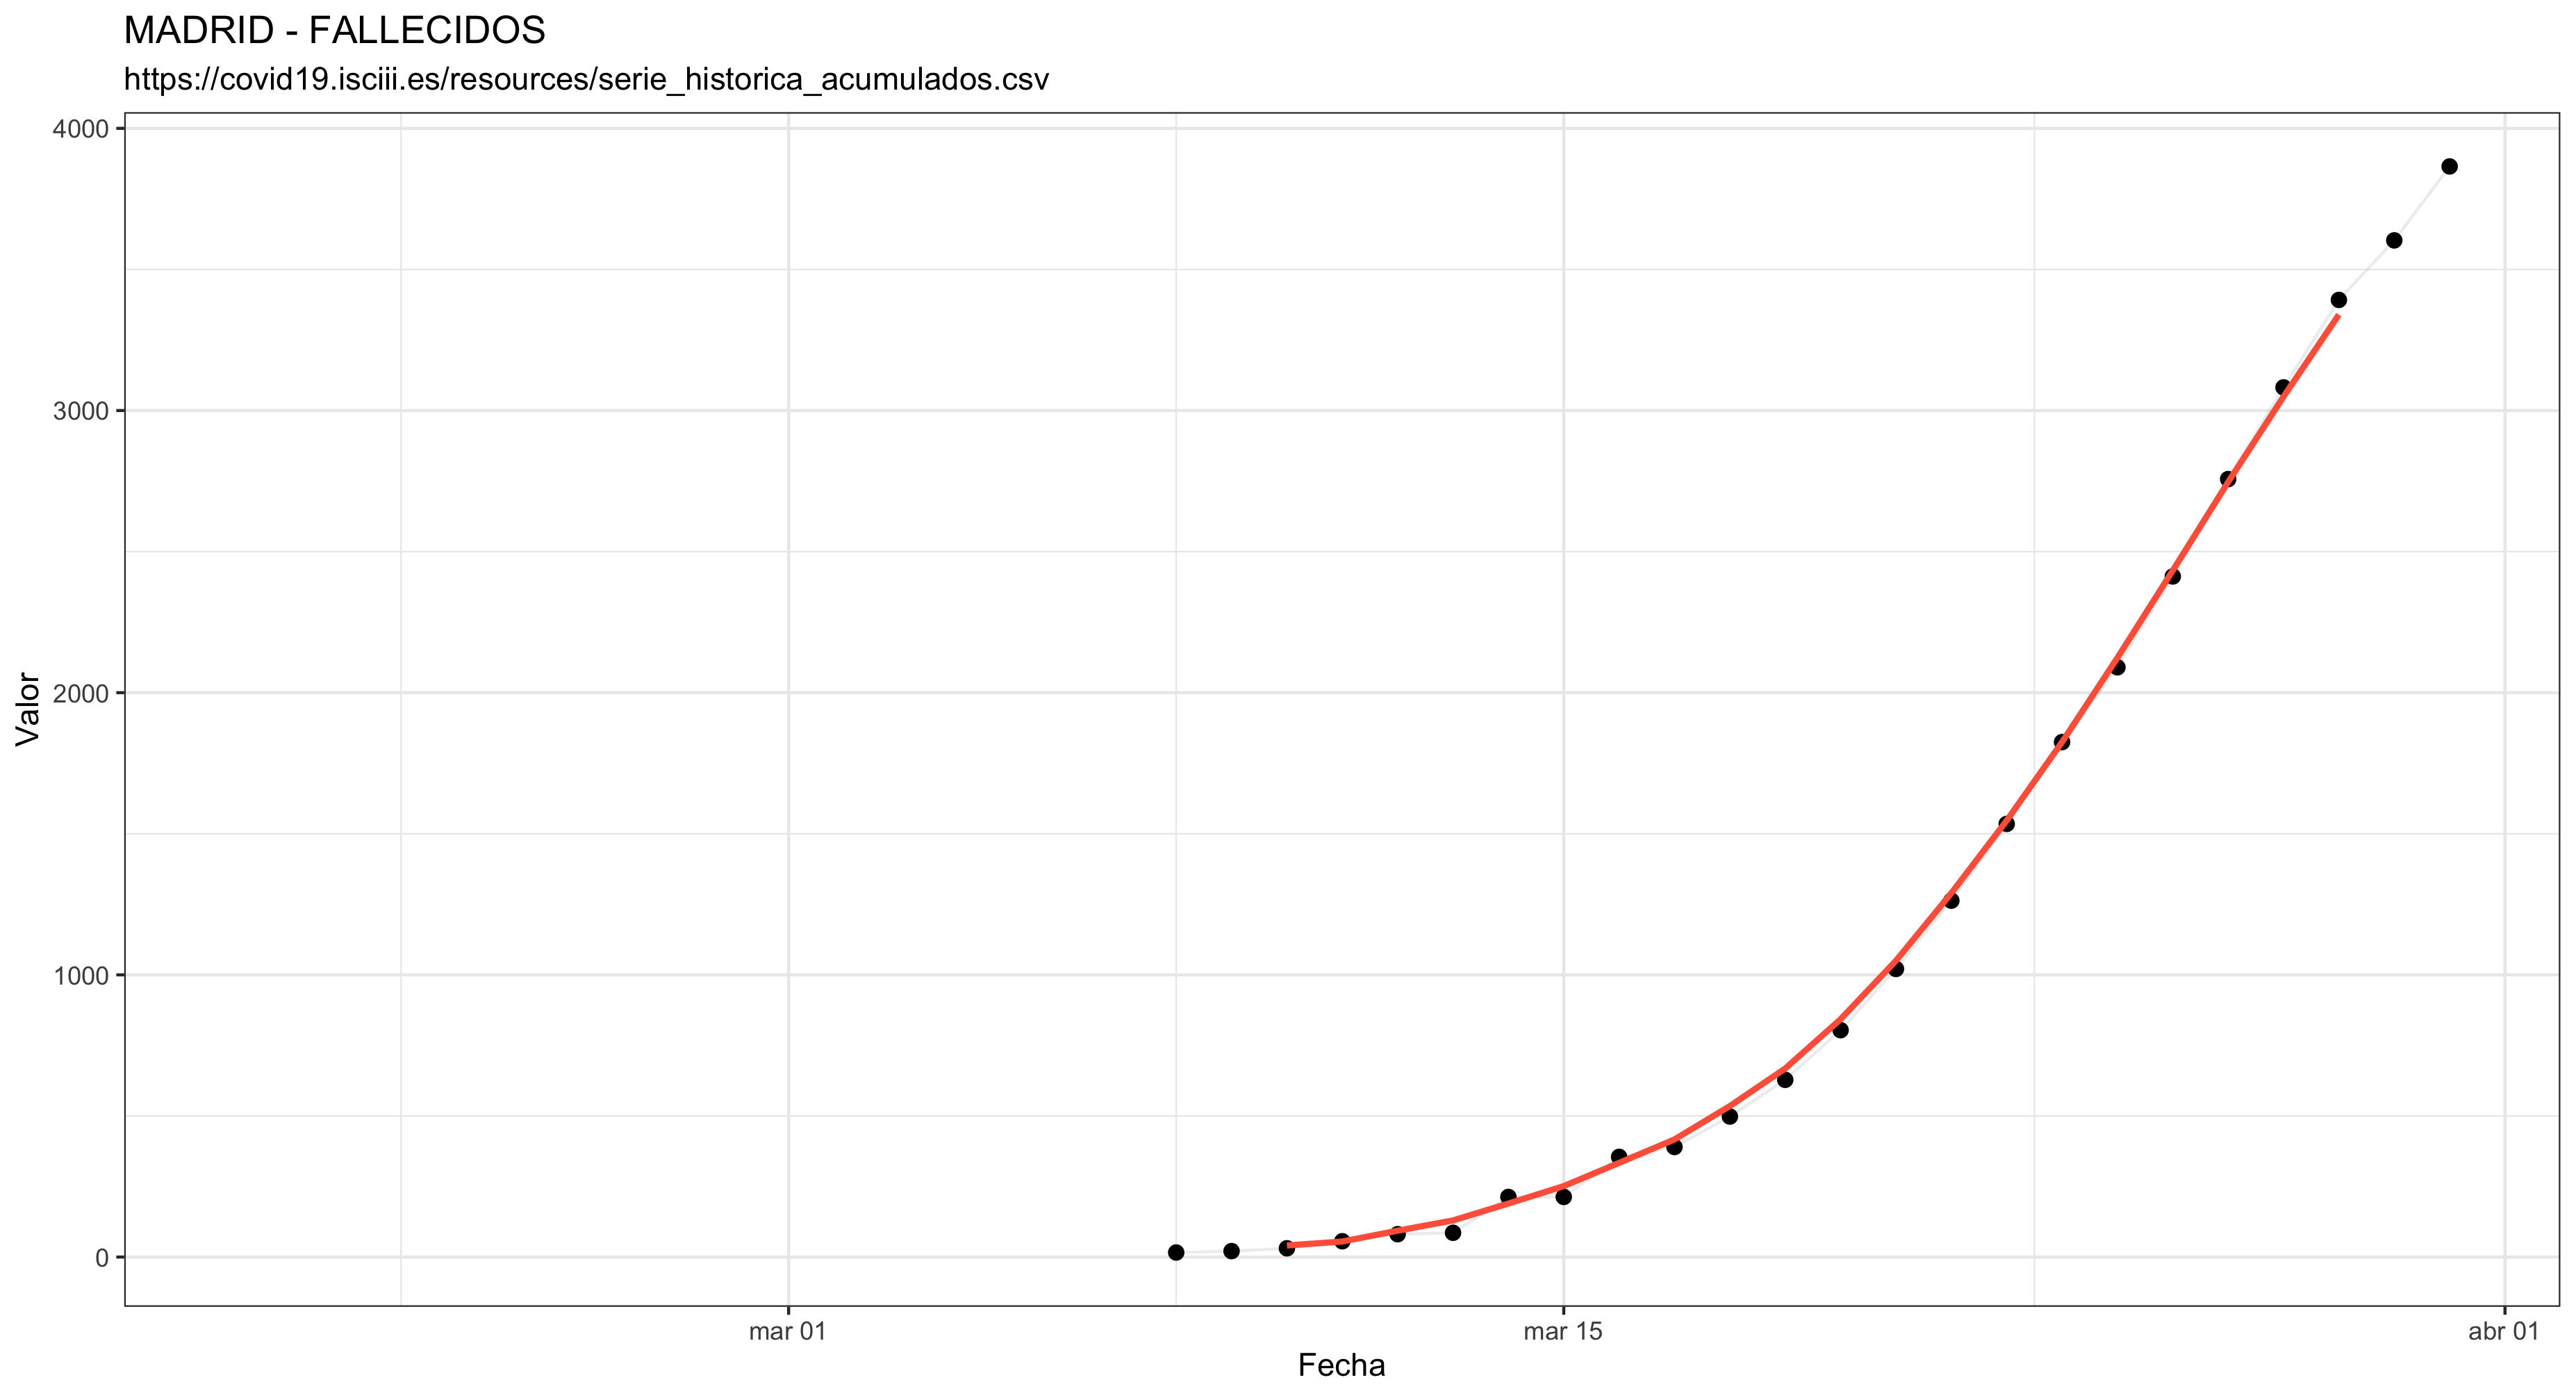 MADRID - FALLECIDOS
https://covid19.isciii.es/resources/serie_historica_acumulados.csv
4000
3000
2000
1000
0
Valor
mar 01
mar 15
abr 01
Fecha